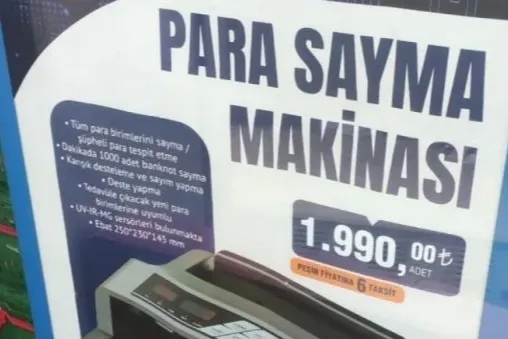 PARA SAYMA
MAKİNASI
• Tüm para birimlerini sayma /
şüpheli para tespit etme
• Dakikada 1000 adet banknot sayma
• Karışık desteleme ve sayım yapma
• Deste yapma
• Tedavüle çıkacak yeni para
birimlerine uyumlu
• UV-IR-MG sersörleri bulunmakta
• Ebat 250*230*145 mm
1.990,00₺
ADET
PEŞİN FİYATINA 6 TAKSİT